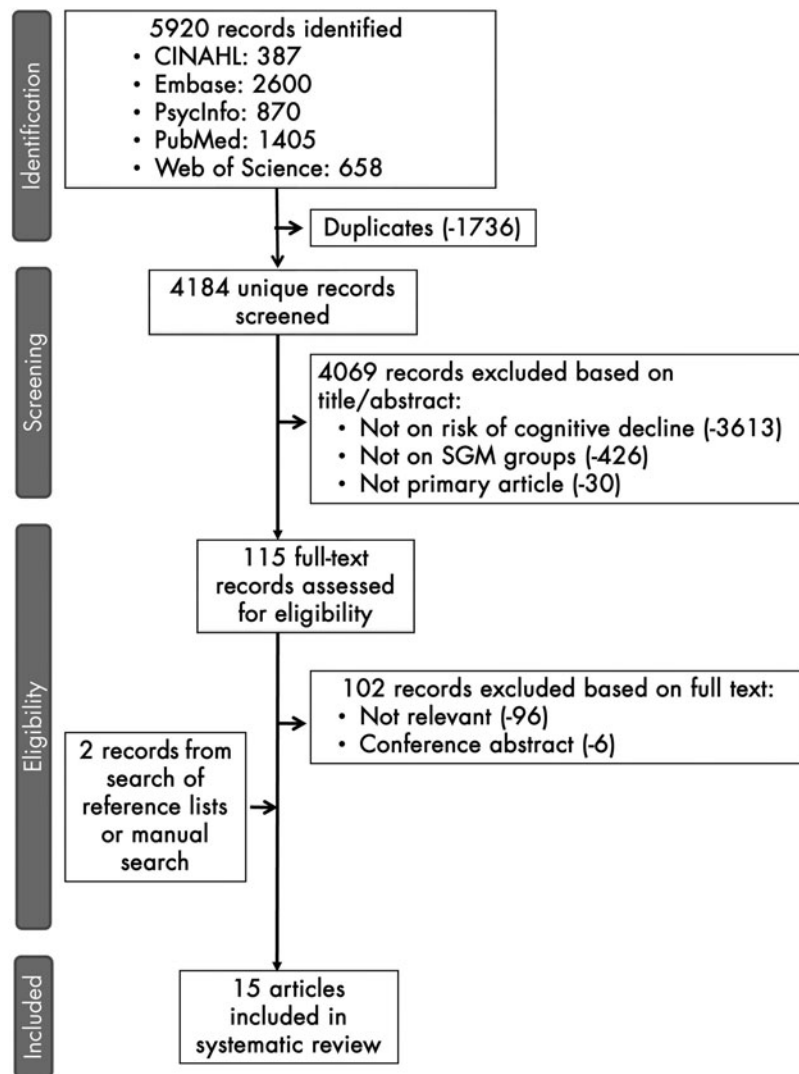 Identification
5920 records identified
• CINAHL: 387
• Embase: 2600
• PsycInfo: 870
• PubMed: 1405
• Web of Science: 658
Duplicates (-1736)
Screening
4184 unique records
screened
4069 records excluded based on
title/abstract:
• Not on risk of cognitive decline (-3613)
• Not on SGM groups (-426)
• Not primary article (-30)
Eligibility
115 full-text
records assessed
for eligibility
102 records excluded based on full text:
• Not relevant (-96)
• Conference abstract (-6)
2 records from
search of
reference lists
or manual
search
Included
15 articles
included in
systematic review